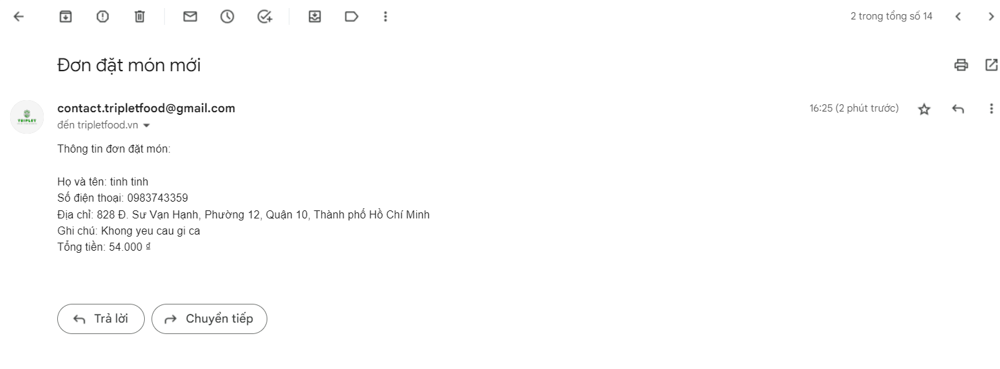 2 trong tổng số 14
Đơn đặt món mới
TRIPLET
contact.tripletfood@gmail.com
16:25 (2 phút trước)
đến tripletfood.vn
Thông tin đơn đặt món:
Họ và tên: tinh tinh
Số điện thoại: 0983743359
Địa chỉ: 828 Đ. Sư Vạn Hạnh, Phường 12, Quận 10, Thành phố Hồ Chí Minh
Ghi chú: Khong yeu cau gi ca
Tổng tiền: 54.000 ₫
Trả lời
Chuyển tiếp